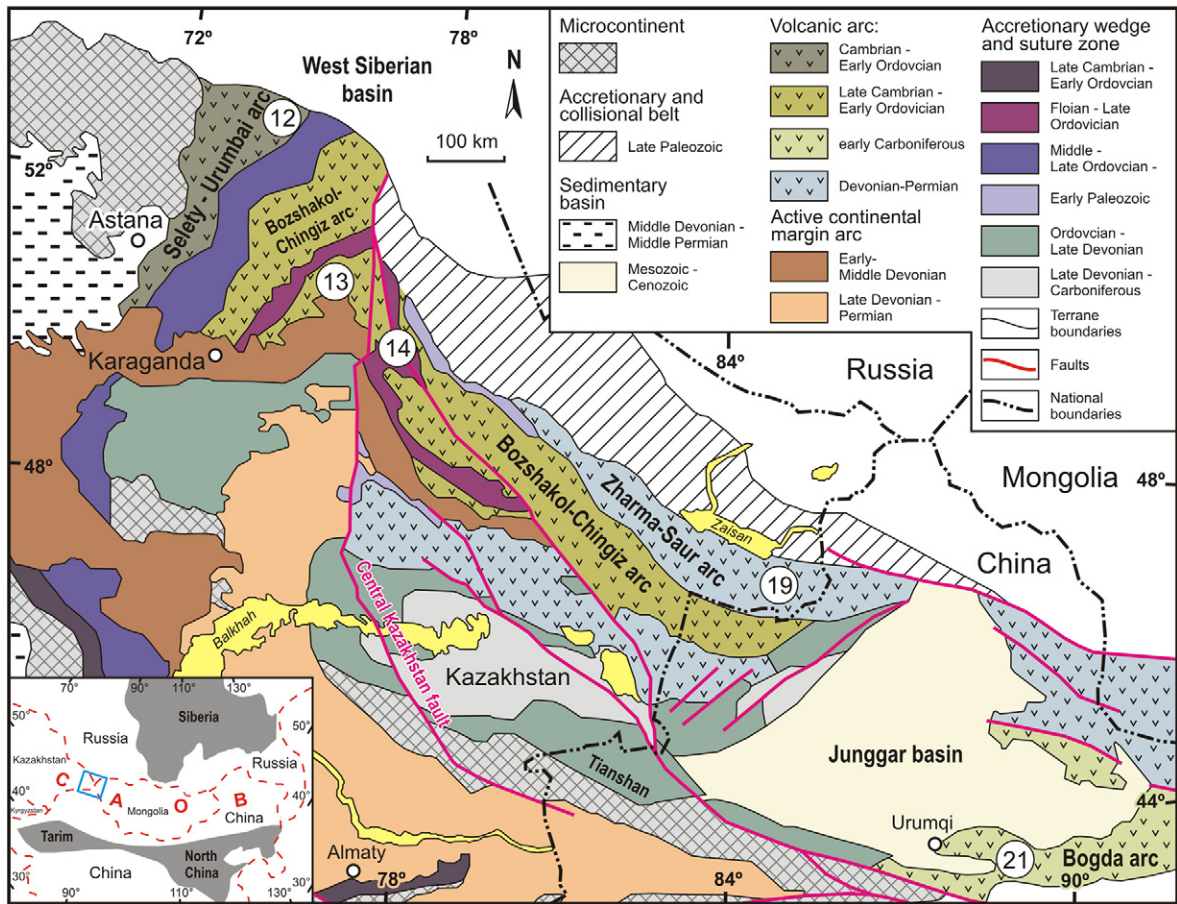 72º
78º
West Siberian
basin
N
100 km
52º
12
Selety - Urumbai arc
Astana
Bozshakol-
Chingiz arc
13
Karaganda
14
84º
Russia
48º
Mongolia
48º
China
Zaisan
Zharma-Saur arc
Bozshakol-Chingiz arc
19
Central Kazakhstan fault
Balkhah
Kazakhstan
Junggar basin
Tianshan
44º
Urumqi
21
Bogda arc
90º
Almaty
78º
84º
Microcontinent
Accretionary and
collisional belt
Late Paleozoic
Sedimentary
basin
Middle Devonian -
Middle Permian
Mesozoic -
Cenozoic
Volcanic arc:
Cambrian -
Early Ordovcian
Late Cambrian -
Early Ordovician
early Carboniferous
Devonian-Permian
Active continental
margin arc
Early-
Middle Devonian
Late Devonian -
Permian
Accretionary wedge
and suture zone
Late Cambrian -
Early Ordovcian
Floian - Late
Ordovician
Middle -
Late Ordovcian -
Early Paleozoic
Ordovcian -
Late Devonian
Late Devonian -
Carboniferous
Terrane
boundaries
Faults
National
boundaries
70º
90º
110º
130º
50º
Siberia
50º
Russia
Russia
Kazakhstan
C
A
O
B
Mongolia
40º
40º
Kyrgyzstan
China
Tarim
North
China
China
30º
30º
90º
110º
130º